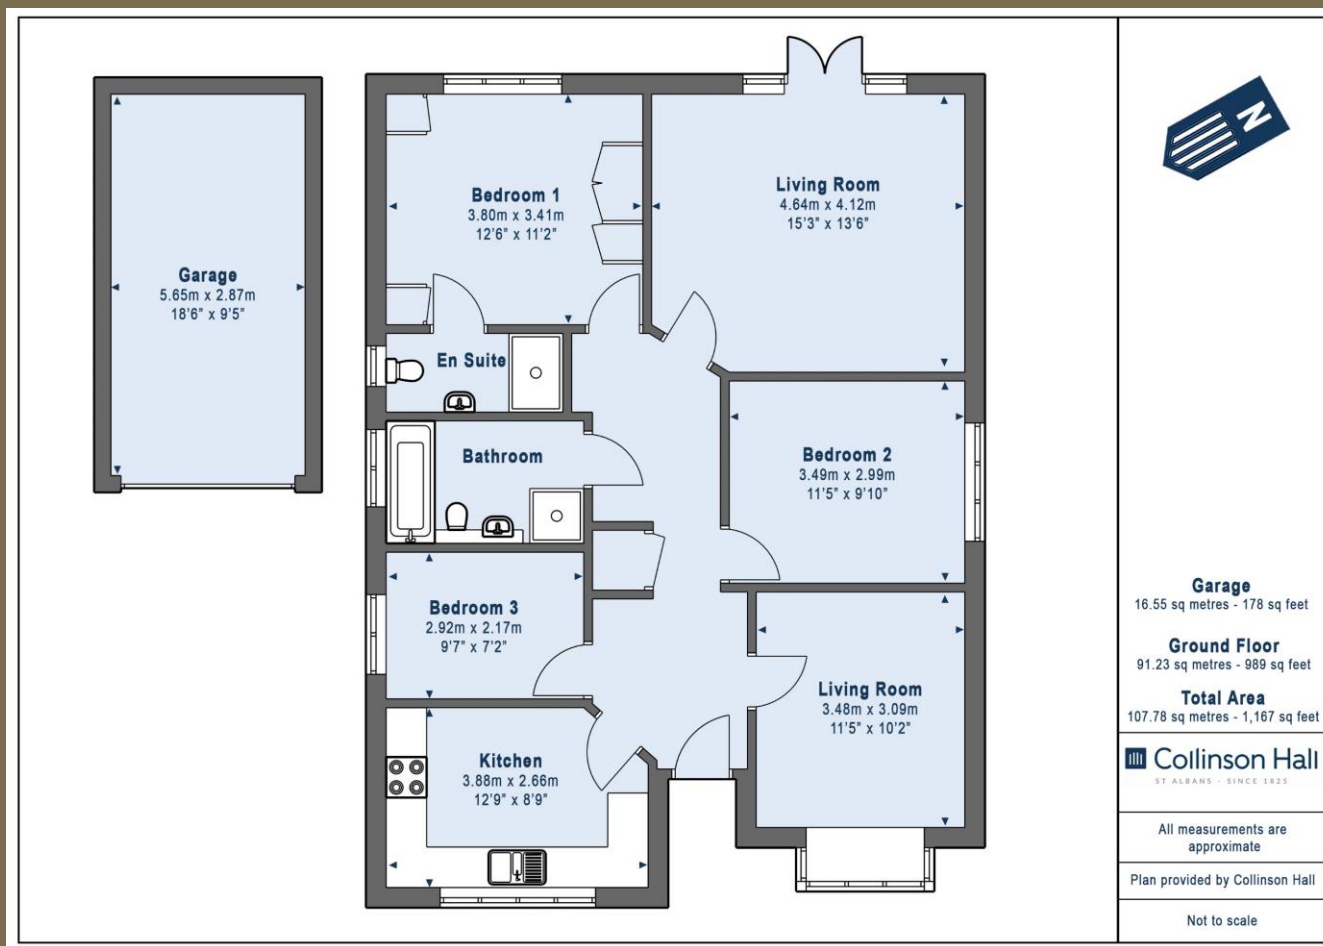 Garage
5.65m x 2.87m
18'6" x 9'5"
Bedroom 1
3.80m x 3.41m
12'6" x 11'2"
Living Room
4.64m x 4.12m
15'3" x 13'6"
En Suite
Bathroom
Bedroom 2
3.49m x 2.99m
11'5" x 9'10"
Bedroom 3
2.92m x 2.17m
9'7" x 7'2"
Living Room
3.48m x 3.09m
11'5" x 10'2"
Kitchen
3.88m x 2.66m
12'9" x 8'9"
N
Garage
16.55 sq metres - 178 sq feet
Ground Floor
91.23 sq metres - 989 sq feet
Total Area
107.78 sq metres - 1,167 sq feet
Collinson Hall
ST ALBANS - SINCE 1825
All measurements are
approximate
Plan provided by Collinson Hall
Not to scale